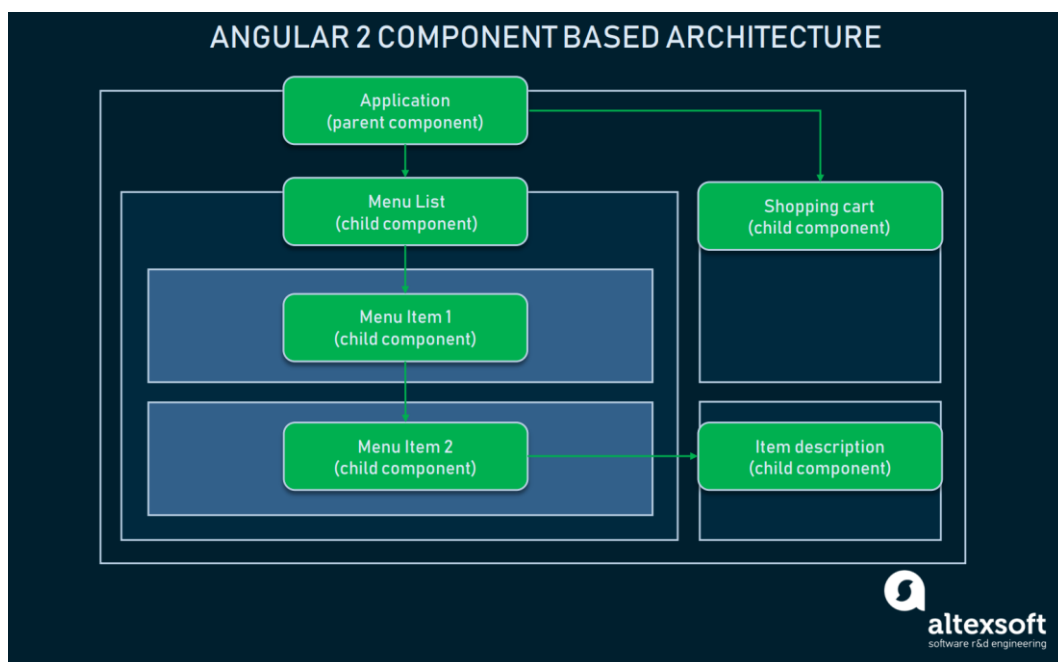 ANGULAR 2 COMPONENT BASED ARCHITECTURE
Application
(parent component)
Menu List
(child component)
Shopping cart
(child component)
Menu Item 1
(child component)
Menu Item 2
(child component)
Item description
(child component)
altexsoft
software r&d engineering